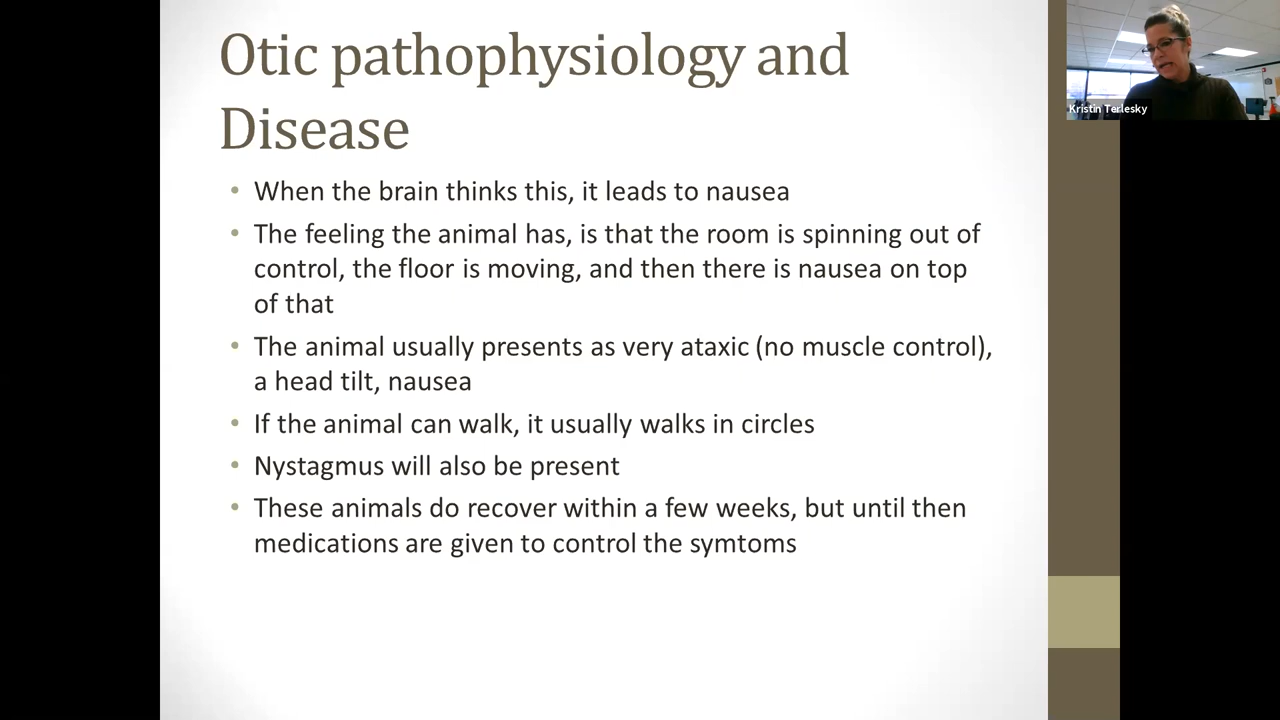 Otic pathophysiology and
Disease
• When the brain thinks this, it leads to nausea
• The feeling the animal has, is that the room is spinning out of
control, the floor is moving, and then there is nausea on top
of that
• The animal usually presents as very ataxic (no muscle control),
a head tilt, nausea
• If the animal can walk, it usually walks in circles
• Nystagmus will also be present
• These animals do recover within a few weeks, but until then
medications are given to control the symtoms
Kristin Terlesky